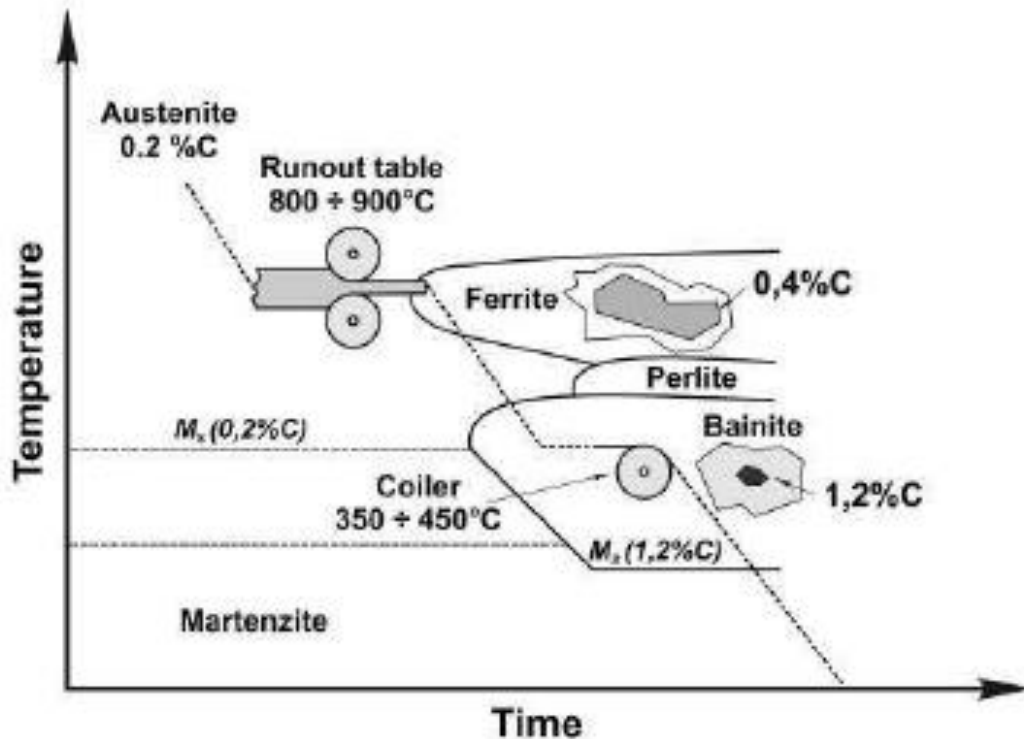 Austenite
0.2 %C
Runout table
800 ÷ 900°C
Ferrite
0,4%C
Perlite
Ms (0,2%C)
Bainite
Coiler
350 ÷ 450°C
1,2%C
Ms (1,2%C)
Martenzite
Temperature
Time